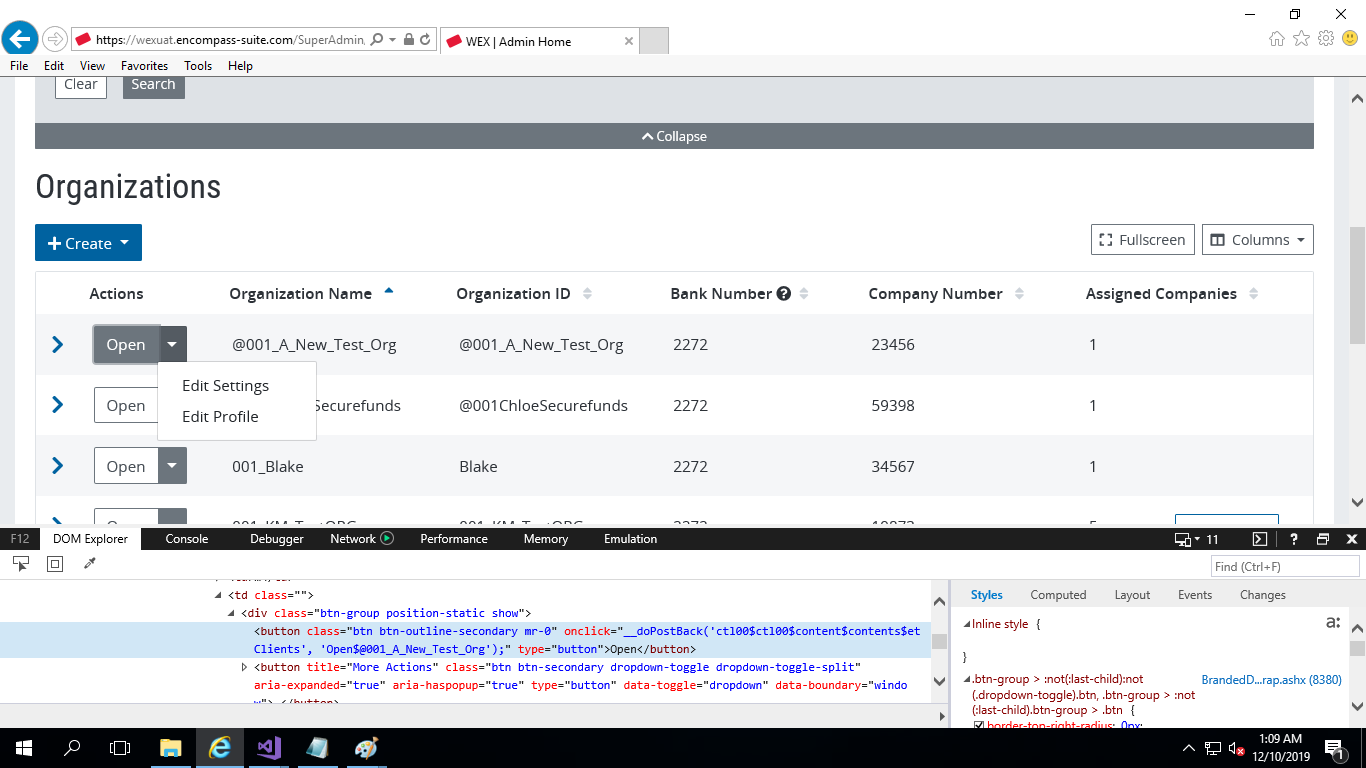 https://wexuat.encompass-suite.com/SuperAdmin,
WEX | Admin Home
File Edit View Favorites Tools Help
Clear Search
Collapse
Organizations
Create
Fullscreen Columns
Actions Organization Name Organization ID Bank Number Company Number Assigned Companies
Open @001_A_New_Test_Org @001_A_New_Test_Org 2272 23456 1
Edit Settings
Open Securefunds @001ChloeSecurefunds 2272 59398 1
Edit Profile
Open 001_Blake Blake 2272 34567 1
F12 DOM Explorer Console Debugger Network Performance Memory Emulation 11 ?
Find (Ctrl+F)
<td class="">
<div class="btn-group position-static show">
<button class="btn btn-outline-secondary mr-0" onclick="__doPostBack('ctl00$ctl00$content$contents$et
Clients', 'Open$@001_A_New_Test_Org');" type="button">Open</button>
<button title="More Actions" class="btn btn-secondary dropdown-toggle dropdown-toggle-split"
aria-expanded="true" aria-haspopup="true" type="button" data-toggle="dropdown" data-boundary="windo
Styles Computed Layout Events Changes
Inline style {
a:
}
.btn-group > :not(:last-child):not BrandedD...rap.ashx (8380)
(.dropdown-toggle).btn, .btn-group > :not
(:last-child).btn-group > .btn {
border-top-right-radius: 0px;
1:09 AM
12/10/2019
1